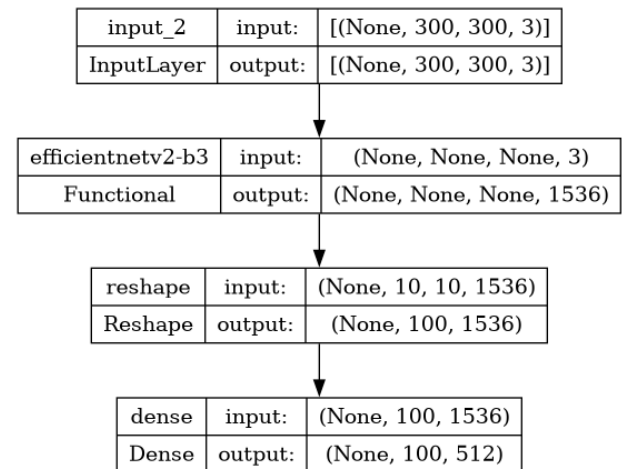 input_2 input: [(None, 300, 300, 3)]
InputLayer output: [(None, 300, 300, 3)]
efficientnetv2-b3 input: (None, None, None, 3)
Functional output: (None, None, None, 1536)
reshape input: (None, 10, 10, 1536)
Reshape output: (None, 100, 1536)
dense input: (None, 100, 1536)
Dense output: (None, 100, 512)